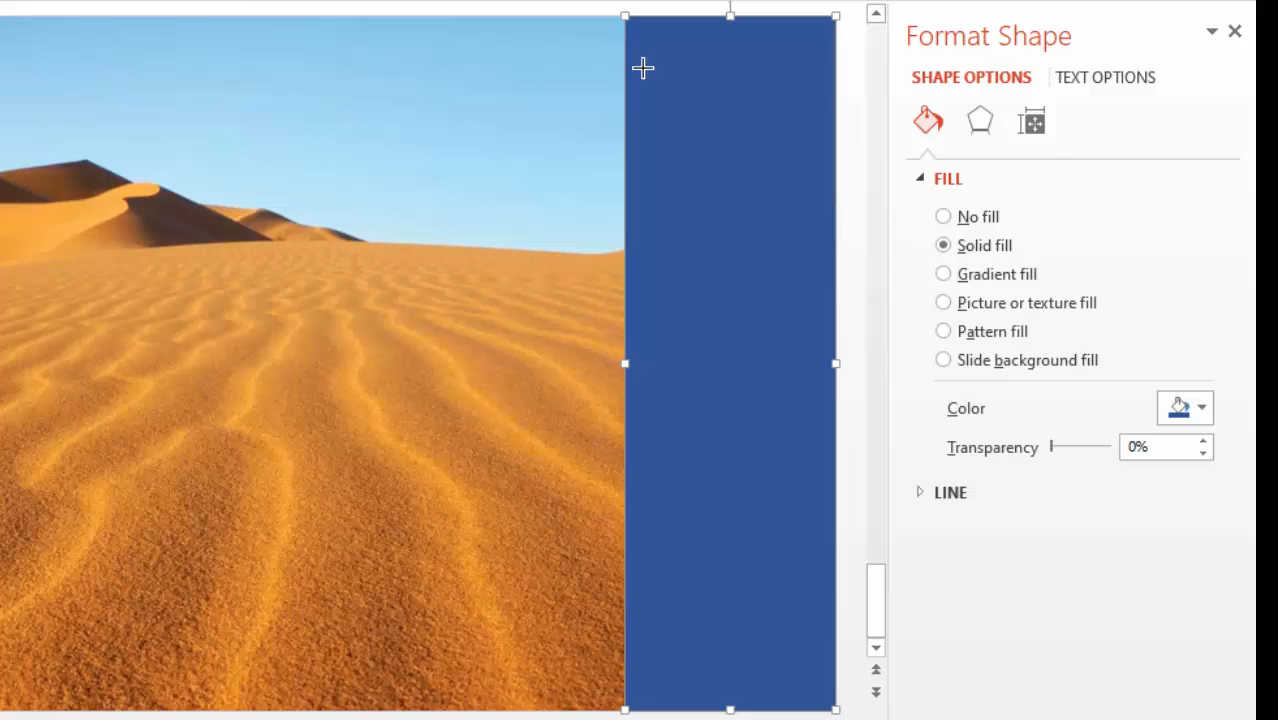 Format Shape
SHAPE OPTIONS TEXT OPTIONS
FILL
No fill
Solid fill
Gradient fill
Picture or texture fill
Pattern fill
Slide background fill
Color
Transparency 0%
LINE